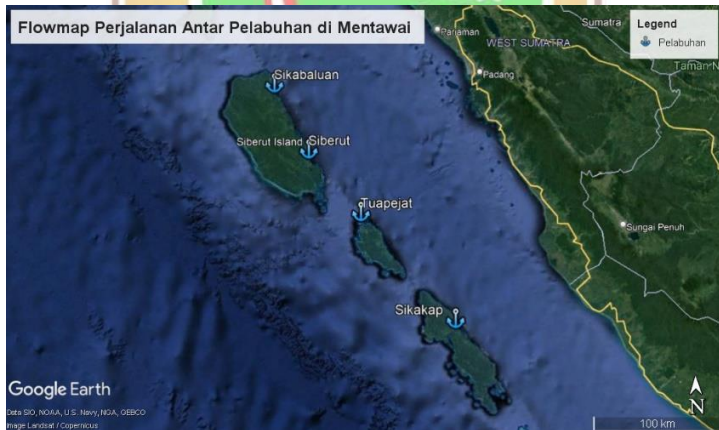 Flowmap Perjalanan Antar Pelabuhan di Mentawai
Sumatra
Legend
Pelabuhan
Pariaman
WEST SUMATRA
Padang
Taman N
Sikabaluan
Siberut Island
Siberut
Tuapejat
Sungai Penuh
Sikakap
Google Earth
Data SIO, NOAA, U.S. Navy, NGA, GEBCO
Image Landsat / Copernicus
N
100 km